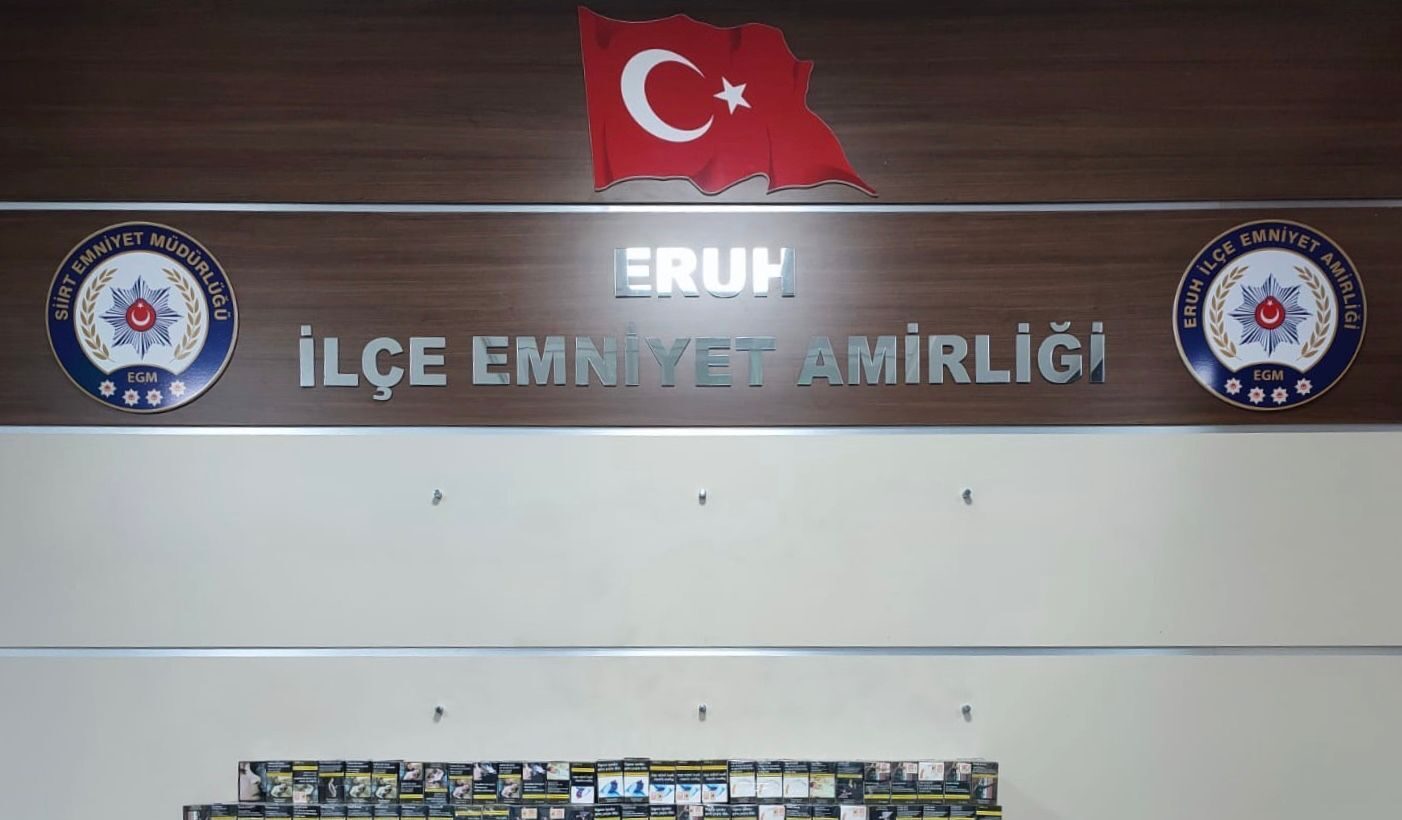 SİİRT EMNİYET MÜDÜRLÜĞÜ
EGM
ERUH
İLÇE EMNİYET AMİRLİĞİ
ERUH İLÇE EMNİYET AMİRLİĞİ
EGM